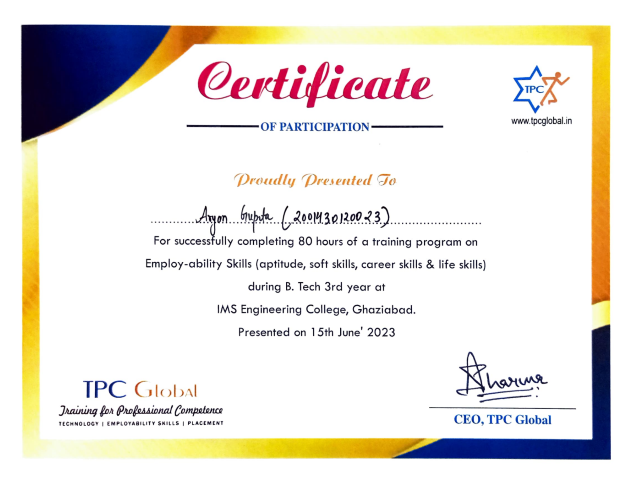 Certificate
OF PARTICIPATION
TPC
www.tpcglobal.in
Proudly Presented To
Aryan Gupta (2001430120023)
For successfully completing 80 hours of a training program on
Employ-ability Skills (aptitude, soft skills, career skills & life skills)
during B. Tech 3rd year at
IMS Engineering College, Ghaziabad.
Presented on 15th June' 2023
TPC Global
Training for Professional Competence
TECHNOLOGY | EMPLOYABILITY SKILLS | PLACEMENT
Sharma
CEO, TPC Global